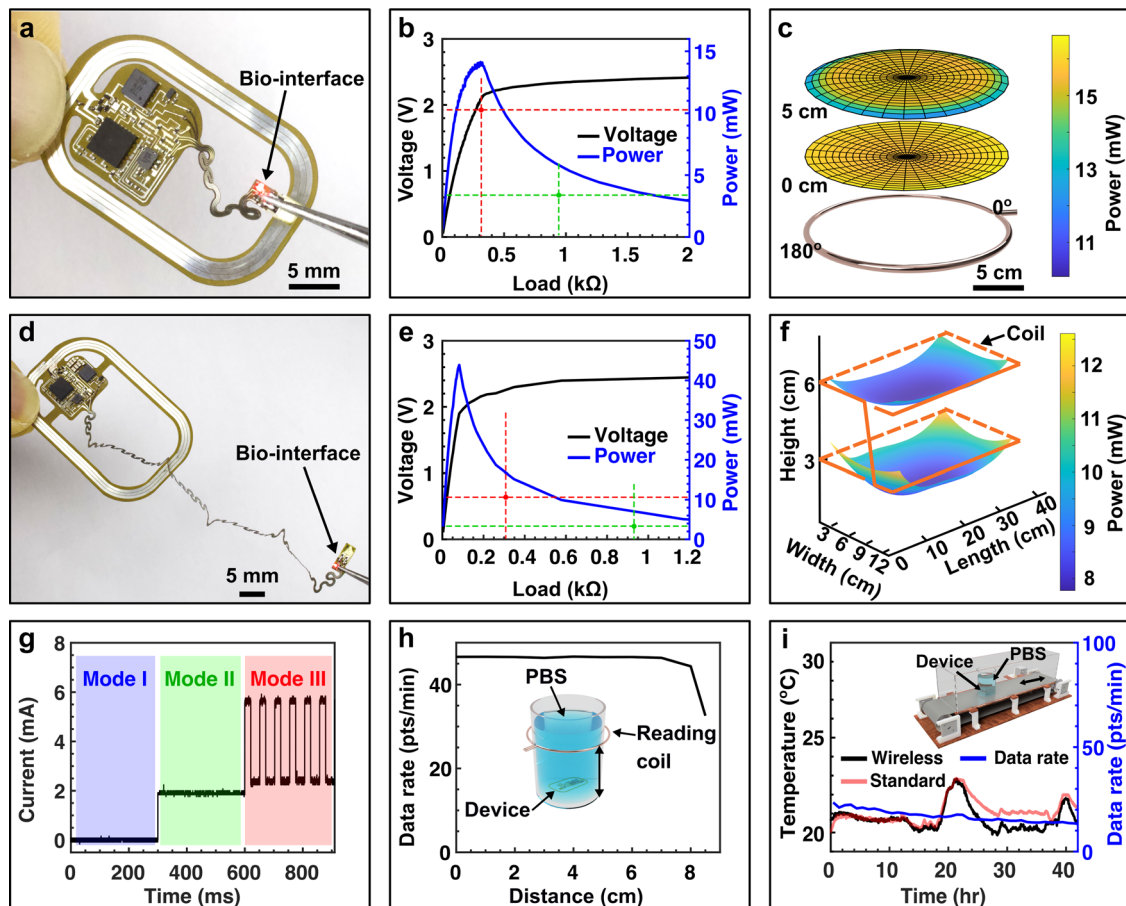 a
Bio-interface
5 mm
b
3
2
1
0
Voltage (V)
15
10
5
0
Power (mW)
Voltage
Power
0
0.5
1
1.5
2
Load (kΩ)
c
5 cm
0 cm
0º
180º
5 cm
15
13
11
Power (mW)
d
Bio-interface
5 mm
e
3
2
1
0
Voltage (V)
50
40
30
20
10
0
Power (mW)
Voltage
Power
0
0.2
0.4
0.6
0.8
1
1.2
Load (kΩ)
f
Coil
Height (cm)
6
3
3 6 9 12
Width (cm)
0 10 20 30 40
Length (cm)
12
11
10
9
8
Power (mW)
g
8
6
4
2
0
Current (mA)
Mode I
Mode II
Mode III
0 200 400 600 800
Time (ms)
h
45
30
15
0
Data rate (pts/min)
PBS
Reading
coil
Device
0 2 4 6 8
Distance (cm)
i
30
27
25
22
20
Temperature (ºC)
100
50
0
Data rate (pts/min)
Device
PBS
Wireless
Data rate
Standard
0 10 20 30 40
Time (hr)